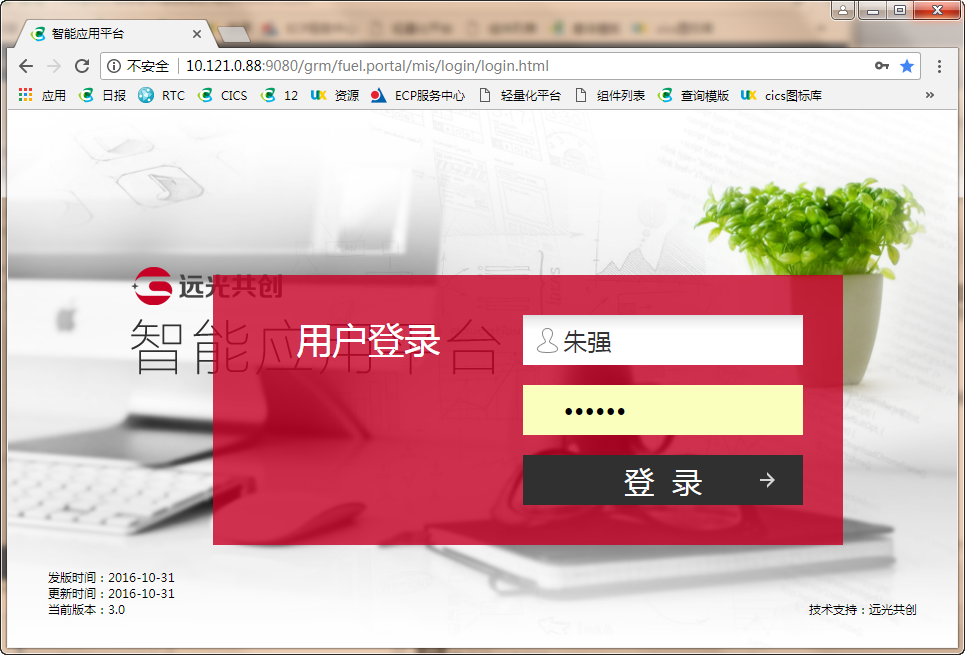 智能应用平台
不安全 10.121.0.88:9080/grm/fuel.portal/mis/login/login.html
应用 日报 RTC CICS 12 资源 ECP服务中心 轻量化平台 组件列表 查询模版 cics图标库 »
远光共创
智能应用平台
用户登录
朱强
••••••
登 录
发版时间：2016-10-31
更新时间：2016-10-31
当前版本：3.0
技术支持：远光共创